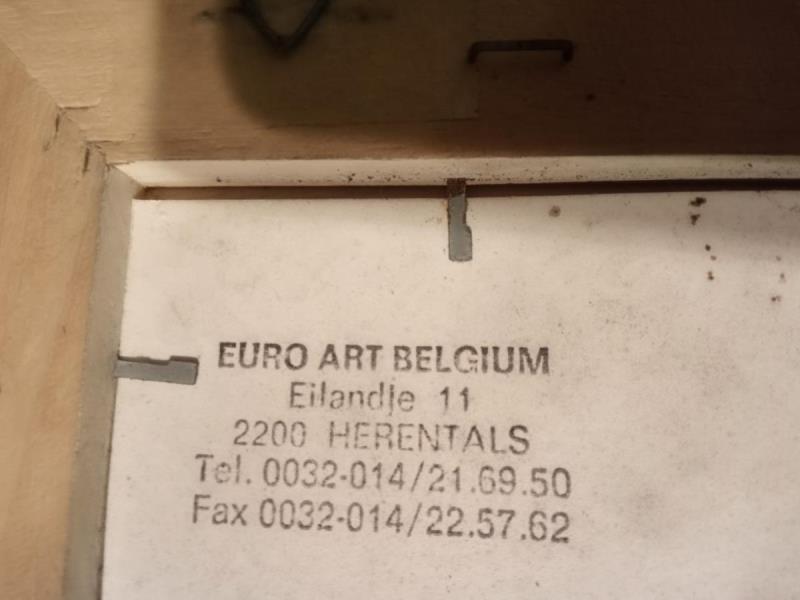 EURO ART BELGIUM
Eilandje 11
2200 HERENTALS
Tel. 0032-014/21.69.50
Fax 0032-014/22.57.62